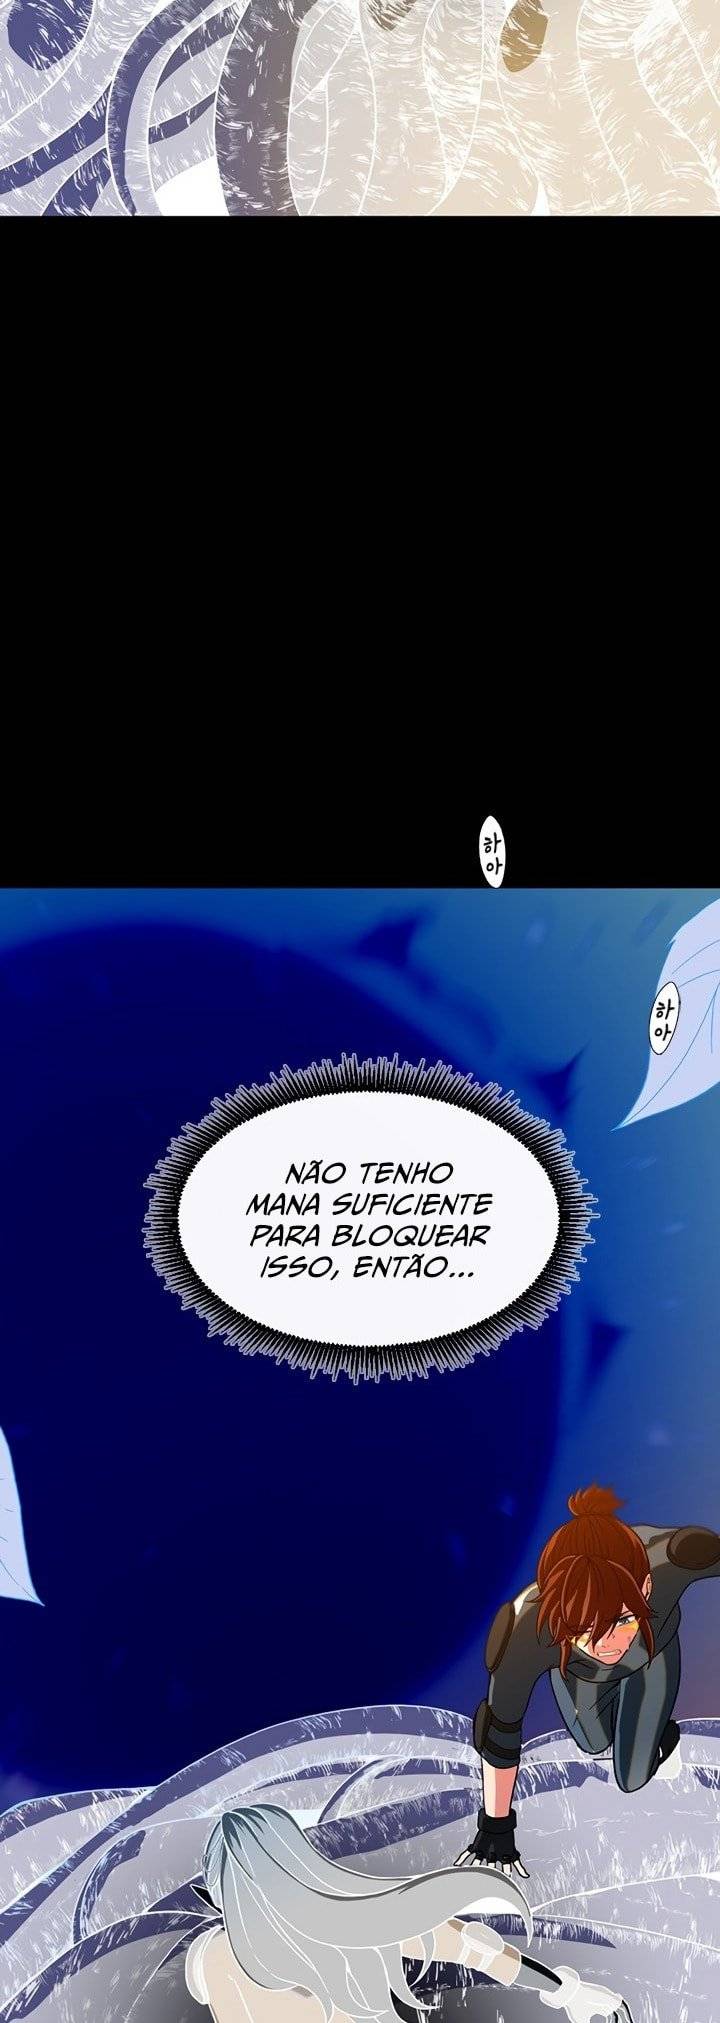 하
아
하
아
NÃO TENHO
MANA SUFICIENTE
PARA BLOQUEAR
ISSO, ENTÃO...